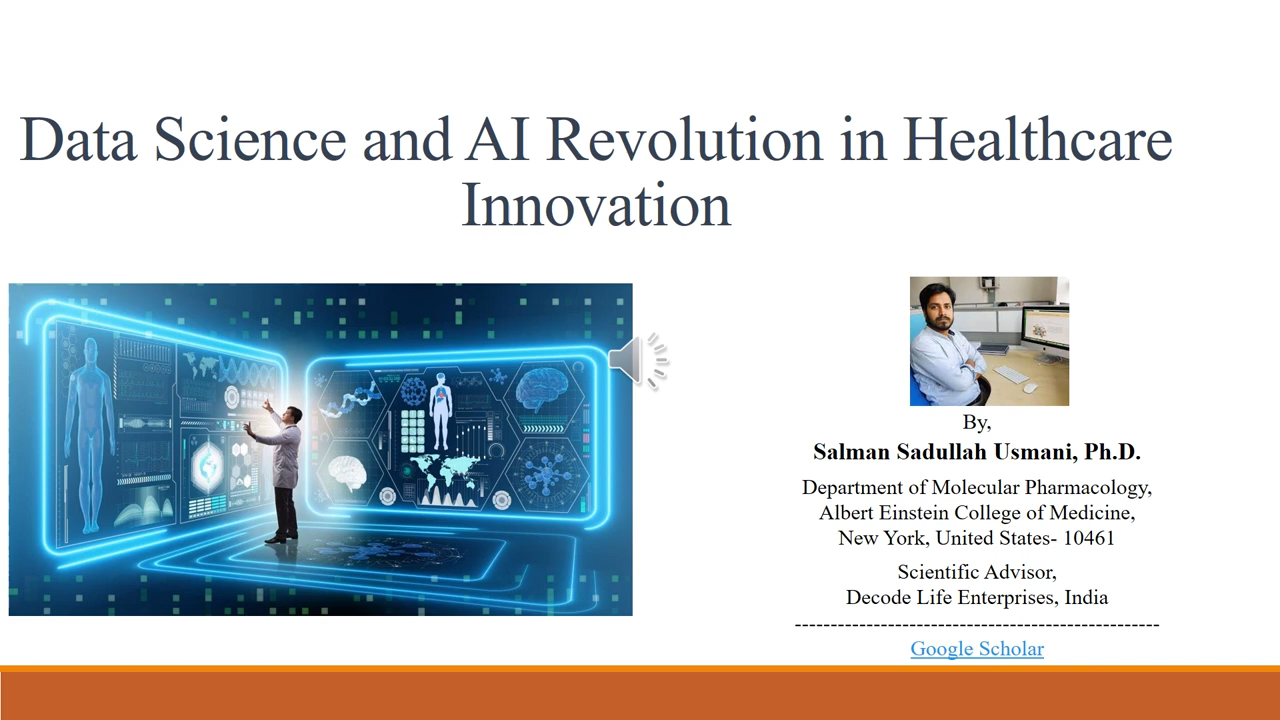 Data Science and AI Revolution in Healthcare
Innovation
By,
Salman Sadullah Usmani, Ph.D.
Department of Molecular Pharmacology,
Albert Einstein College of Medicine,
New York, United States- 10461
Scientific Advisor,
Decode Life Enterprises, India
--------------------------------------------------
Google Scholar